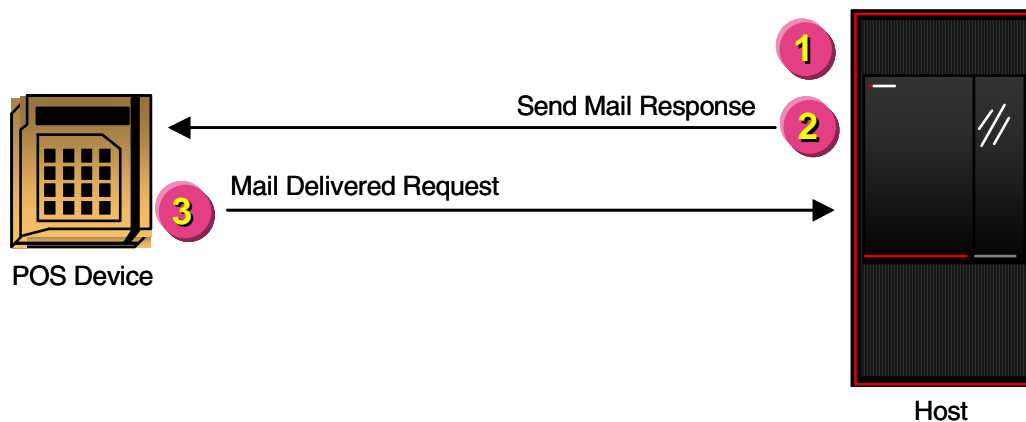 1
Send Mail Response
2
Mail Delivered Request
3
POS Device
Host